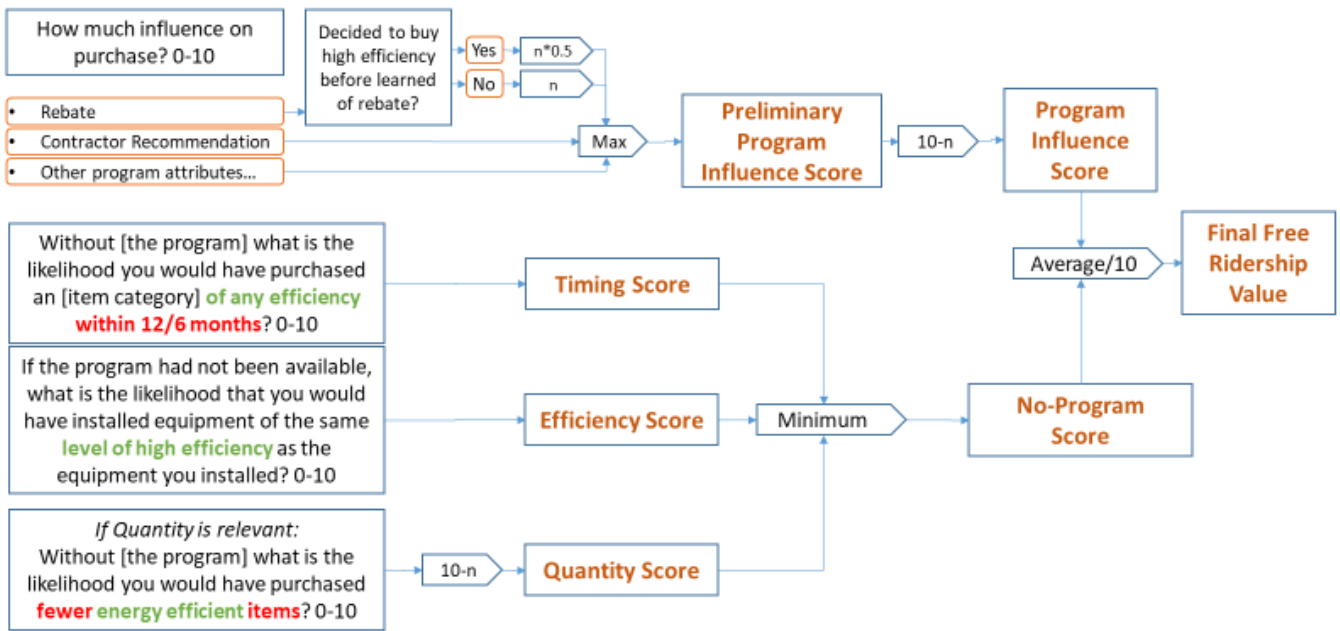 How much influence on
purchase? 0-10
• Rebate
• Contractor Recommendation
• Other program attributes...
Decided to buy
high efficiency
before learned
of rebate?
Yes
n*0.5
No
n
Max
Preliminary
Program
Influence Score
10-n
Program
Influence
Score
Without [the program] what is the
likelihood you would have purchased
an [item category] of any efficiency
within 12/6 months? 0-10
Timing Score
Average/10
Final Free
Ridership
Value
If the program had not been available,
what is the likelihood that you would
have installed equipment of the same
level of high efficiency as the
equipment you installed? 0-10
Efficiency Score
Minimum
No-Program
Score
If Quantity is relevant:
Without [the program] what is the
likelihood you would have purchased
fewer energy efficient items? 0-10
10-n
Quantity Score